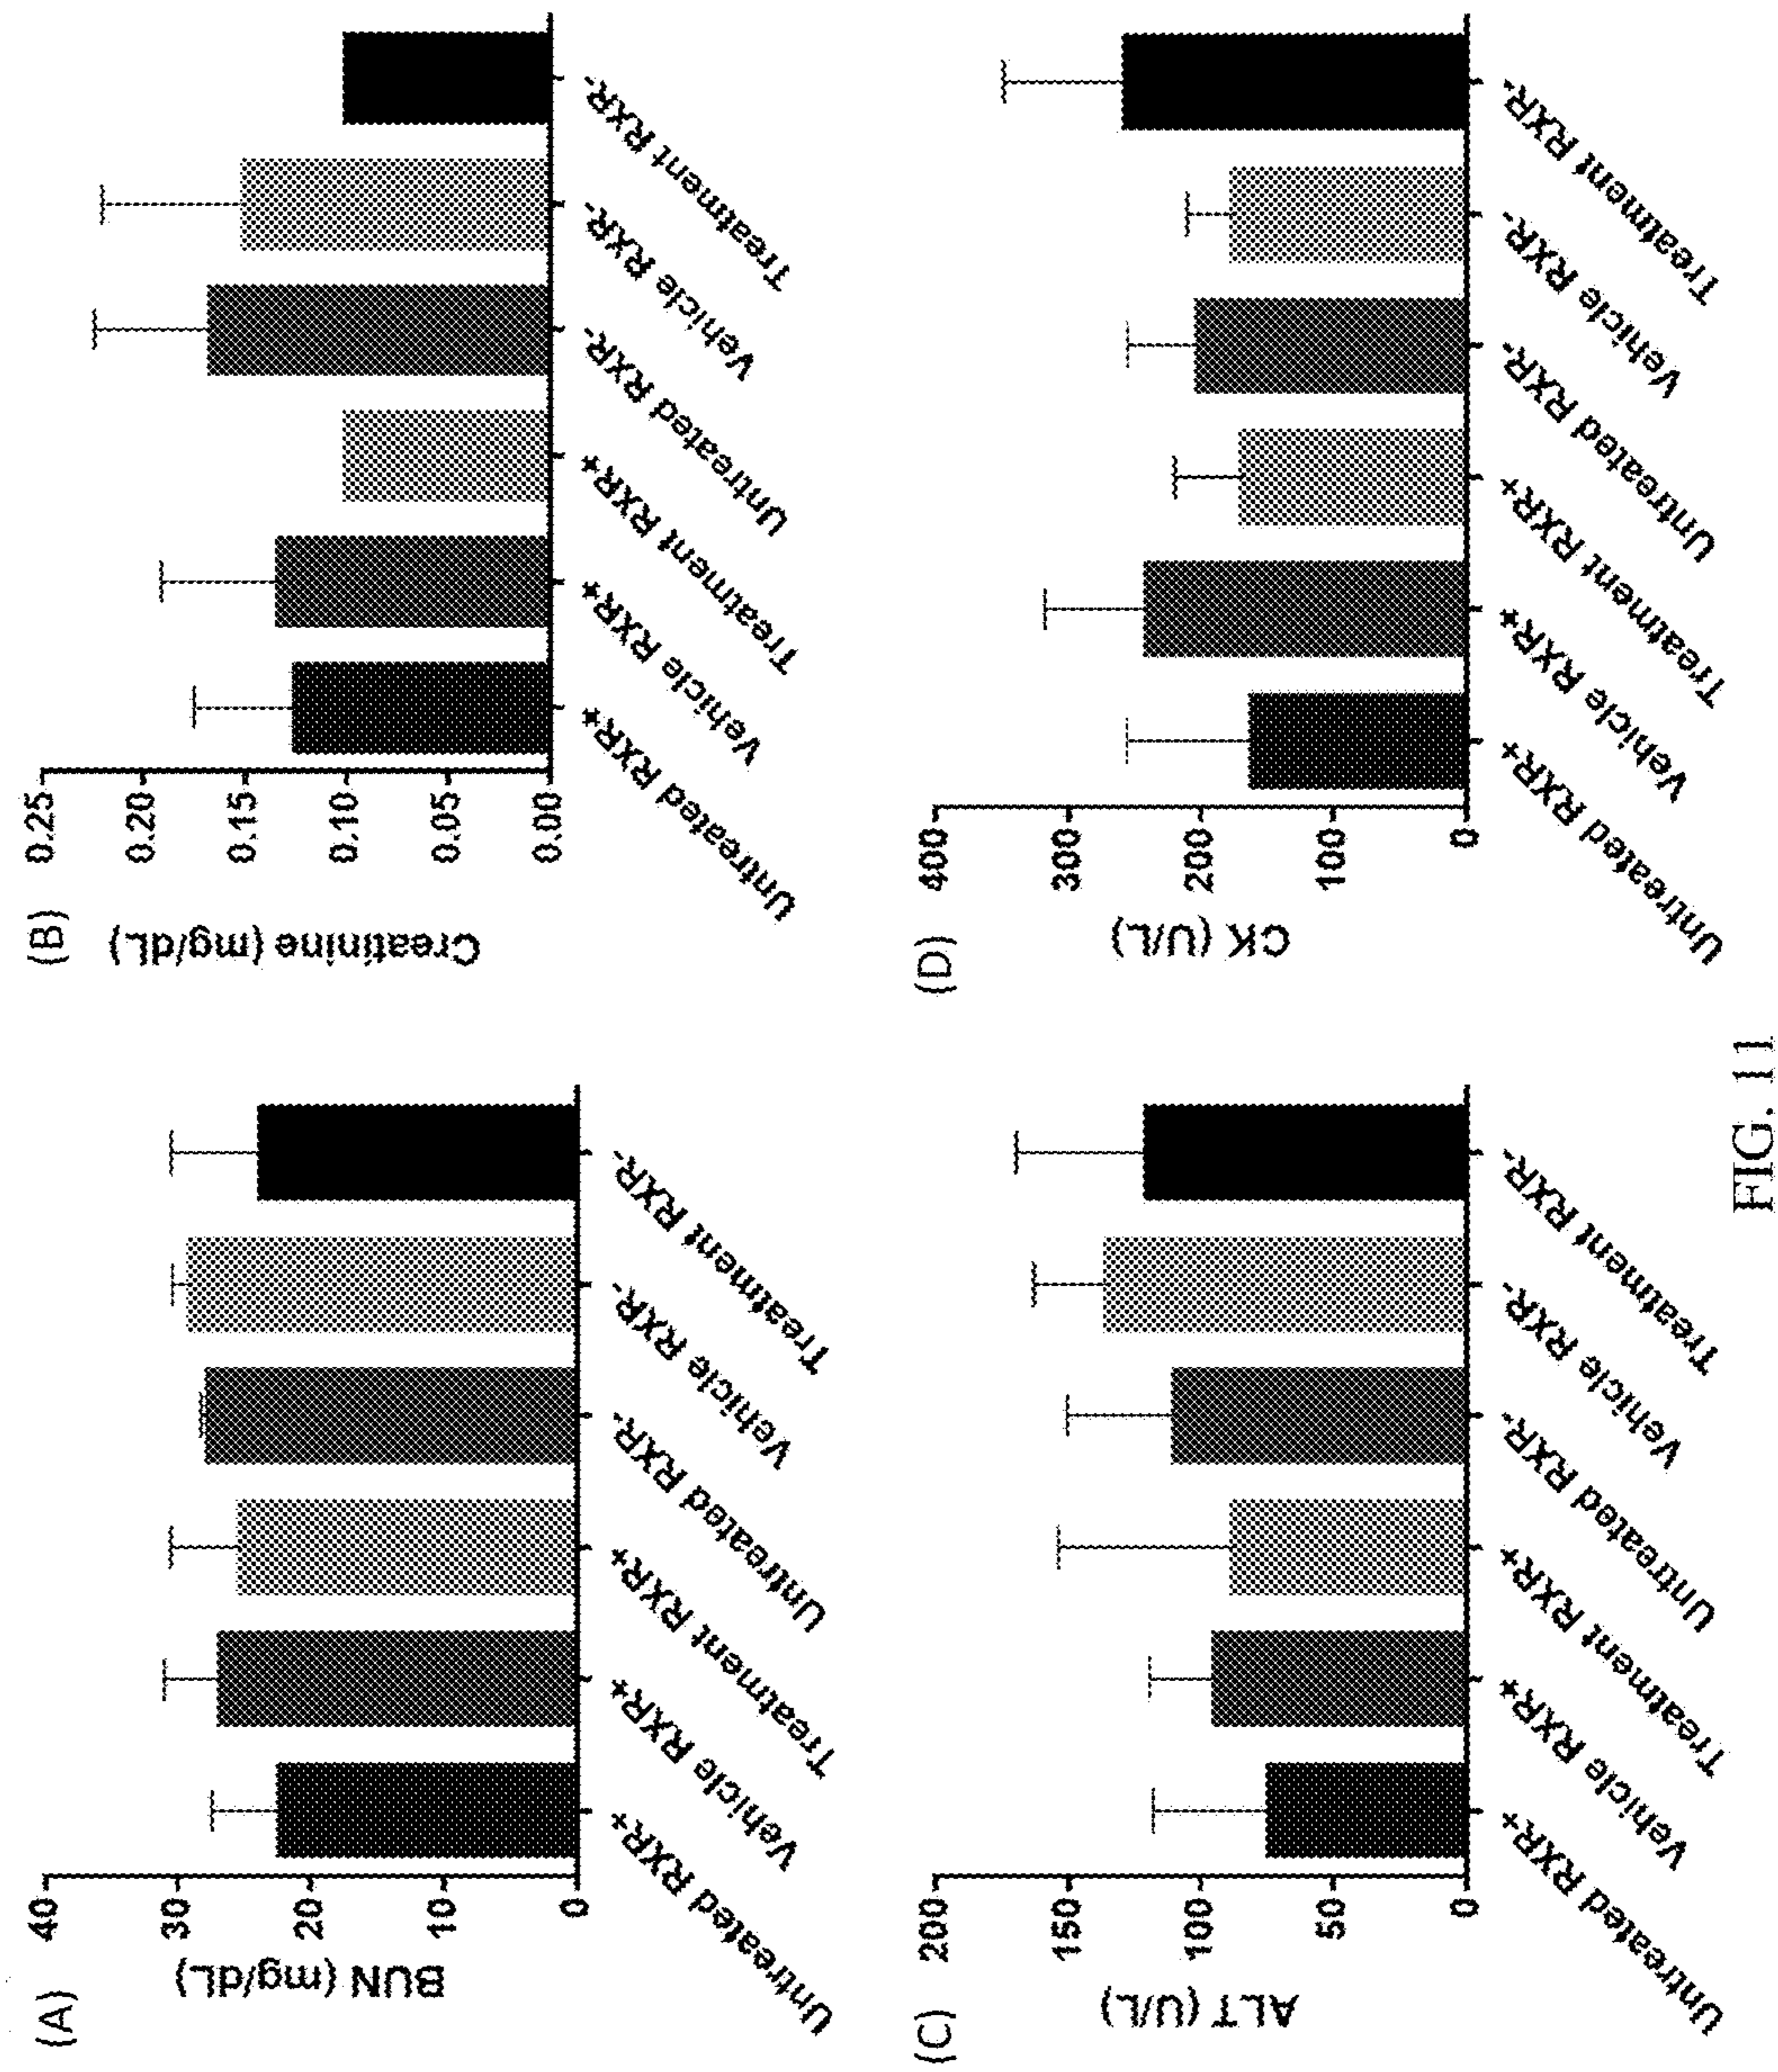 (A)
BUN (mg/dL)
40
30
20
10
0
Untreated RXR+
Vehicle RXR+
Treatment RXR+
Untreated RXR-
Vehicle RXR-
Treatment RXR-
(B)
Creatinine (mg/dL)
0.25
0.20
0.15
0.10
0.05
0.00
Untreated RXR+
Vehicle RXR+
Treatment RXR+
Untreated RXR-
Vehicle RXR-
Treatment RXR-
(C)
ALT (U/L)
200
150
100
50
0
Untreated RXR+
Vehicle RXR+
Treatment RXR+
Untreated RXR-
Vehicle RXR-
Treatment RXR-
(D)
CK (U/L)
400
300
200
100
0
Untreated RXR+
Vehicle RXR+
Treatment RXR+
Untreated RXR-
Vehicle RXR-
Treatment RXR-
FIG. 11